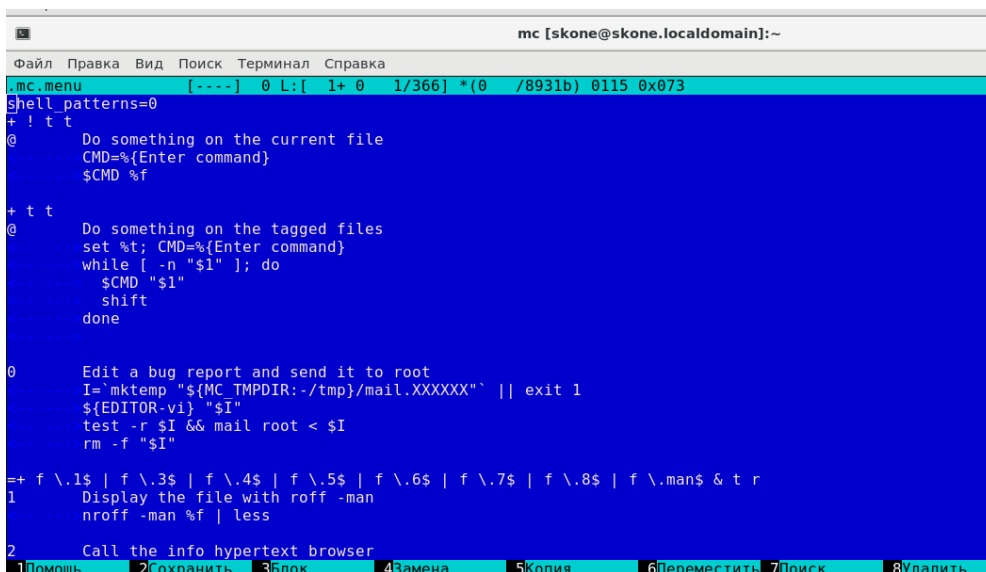 mc [skone@skone.localdomain]:~
Файл Правка Вид Поиск Терминал Справка
.mc.menu [----] 0 L:[ 1+ 0 1/366] *(0 /8931b) 0115 0x073
shell_patterns=0
+ ! t t
@ Do something on the current file
CMD=%{Enter command}
$CMD %f
+ t t
@ Do something on the tagged files
set %t; CMD=%{Enter command}
while [ -n "$1" ]; do
$CMD "$1"
shift
done
0 Edit a bug report and send it to root
I=`mktemp "${MC_TMPDIR:-/tmp}/mail.XXXXXX"` || exit 1
${EDITOR-vi} "$I"
test -r $I && mail root < $I
rm -f "$I"
=+ f \.1$ | f \.3$ | f \.4$ | f \.5$ | f \.6$ | f \.7$ | f \.8$ | f \.man$ & t r
1 Display the file with roff -man
nroff -man %f | less
2 Call the info hypertext browser
1Помощь 2Сохранить 3Блок 4Замена 5Копия 6Переместить 7Поиск 8Удалить